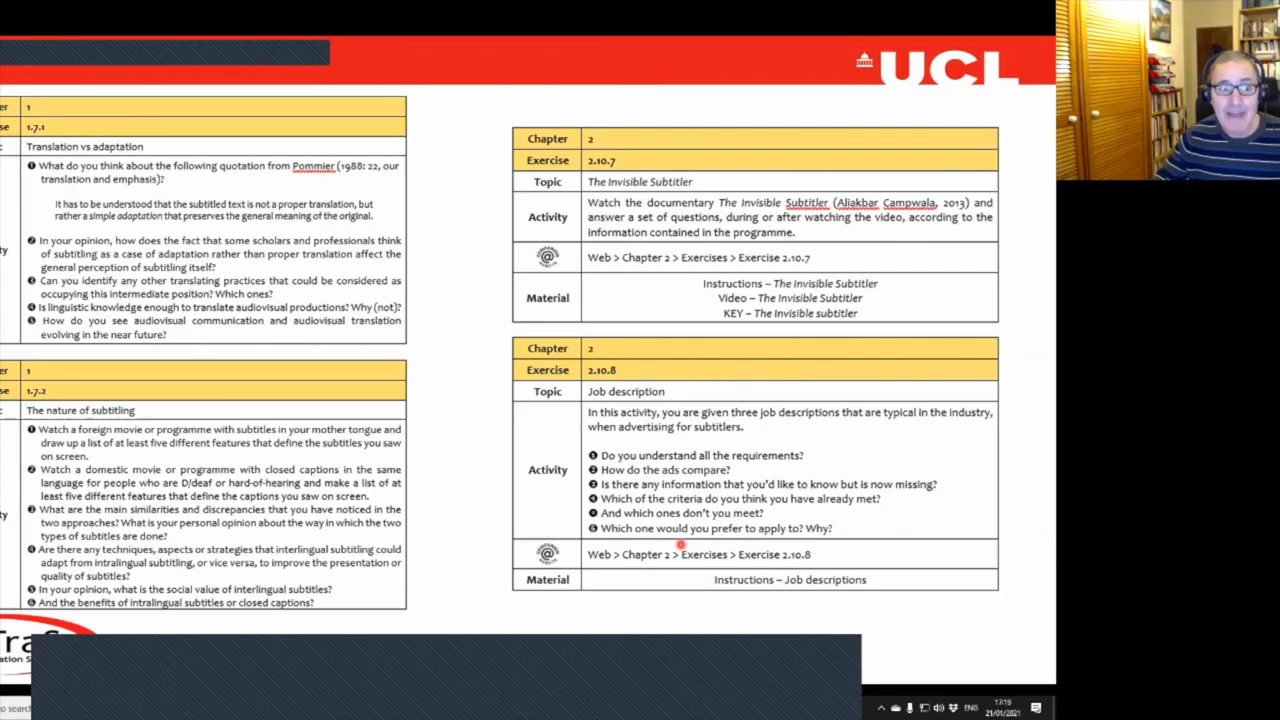 UCL
er 1
se 1.7.1
c Translation vs adaptation
❶ What do you think about the following quotation from Pommier (1988: 22, our
translation and emphasis)?
It has to be understood that the subtitled text is not a proper translation, but
rather a simple adaptation that preserves the general meaning of the original.
❷ In your opinion, how does the fact that some scholars and professionals think
of subtitling as a case of adaptation rather than proper translation affect the
general perception of subtitling itself?
❸ Can you identify any other translating practices that could be considered as
occupying this intermediate position? Which ones?
❹ Is linguistic knowledge enough to translate audiovisual productions? Why (not)?
❺ How do you see audiovisual communication and audiovisual translation
evolving in the near future?
ity
er 1
se 1.7.2
c The nature of subtitling
❶ Watch a foreign movie or programme with subtitles in your mother tongue and
draw up a list of at least five different features that define the subtitles you saw
on screen.
❷ Watch a domestic movie or programme with closed captions in the same
language for people who are D/deaf or hard-of-hearing and make a list of at
least five different features that define the captions you saw on screen.
❸ What are the main similarities and discrepancies that you have noticed in the
two approaches? What is your personal opinion about the way in which the two
types of subtitles are done?
❹ Are there any techniques, aspects or strategies that interlingual subtitling could
adapt from intralingual subtitling, or vice versa, to improve the presentation or
quality of subtitles?
❺ In your opinion, what is the social value of interlingual subtitles?
❻ And the benefits of intralingual subtitles or closed captions?
ity
Chapter 2
Exercise 2.10.7
Topic The Invisible Subtitler
Activity
Watch the documentary The Invisible Subtitler (Aliakbar Campwala, 2013) and
answer a set of questions, during or after watching the video, according to the
information contained in the programme.
@ Web > Chapter 2 > Exercises > Exercise 2.10.7
Material
Instructions – The Invisible Subtitler
Video – The Invisible Subtitler
KEY – The Invisible subtitler
Chapter 2
Exercise 2.10.8
Topic Job description
Activity
In this activity, you are given three job descriptions that are typical in the industry,
when advertising for subtitlers.
❶ Do you understand all the requirements?
❷ How do the ads compare?
❸ Is there any information that you'd like to know but is now missing?
❹ Which of the criteria do you think you have already met?
❺ And which ones don't you meet?
❻ Which one would you prefer to apply to? Why?
@ Web > Chapter 2 > Exercises > Exercise 2.10.8
Material Instructions – Job descriptions
ation S
o search
ENG
17:19
21/01/2021